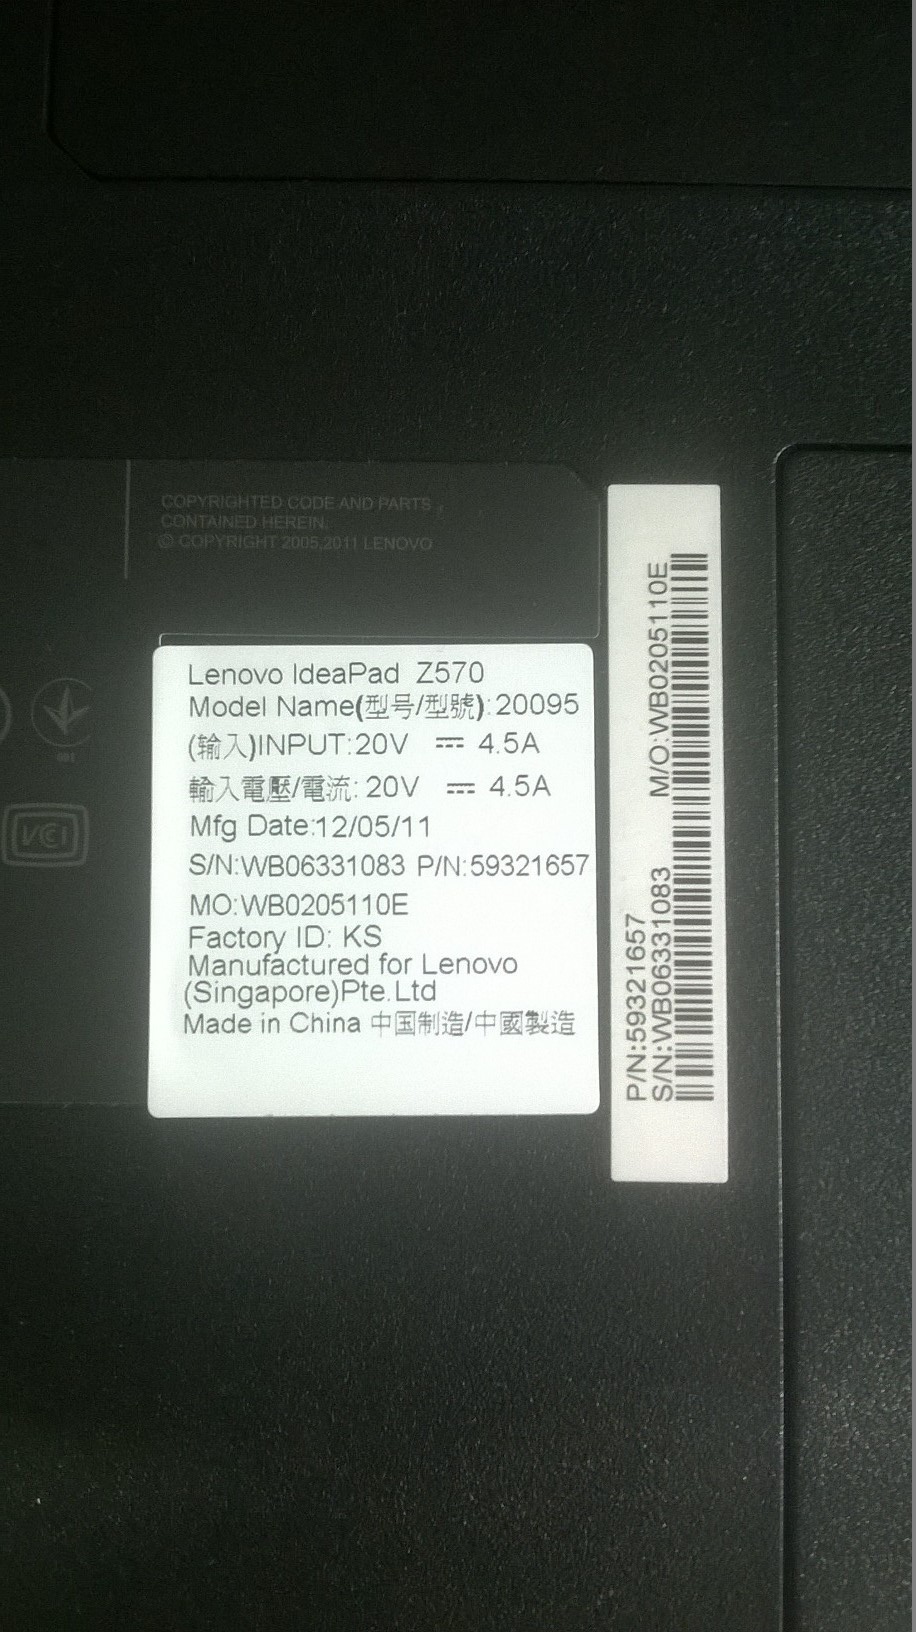 COPYRIGHTED CODE AND PARTS,
CONTAINED HEREIN.
© COPYRIGHT 2005,2011 LENOVO
Lenovo IdeaPad Z570
Model Name(型号/型號):20095
(输入)INPUT:20V ⎓ 4.5A
輸入電壓/電流: 20V ⎓ 4.5A
Mfg Date:12/05/11
S/N:WB06331083 P/N:59321657
MO:WB0205110E
Factory ID: KS
Manufactured for Lenovo
(Singapore)Pte.Ltd
Made in China 中国制造/中國製造
P/N:59321657
S/N:WB06331083 M/O:WB0205110E
VCCI